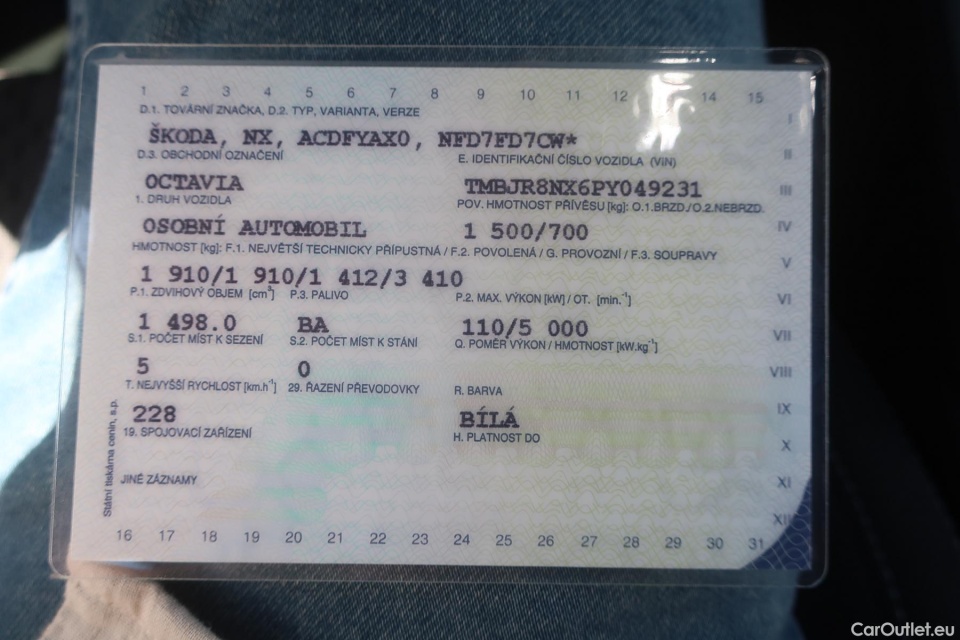 1 2 3 4 5 6 7 8 9 10 11 12 13 14 15
D.1. TOVÁRNÍ ZNAČKA, D.2. TYP, VARIANTA, VERZE
I
ŠKODA, NX, ACDFYAX0, NFD7FD7CW*
D.3. OBCHODNÍ OZNAČENÍ E. IDENTIFIKAČNÍ ČÍSLO VOZIDLA (VIN)
II
OCTAVIA TMBJR8NX6PY049231
III
1. DRUH VOZIDLA POV. HMOTNOST PŘÍVĚSU [kg]: O.1.BRZD./O.2.NEBRZD.
OSOBNÍ AUTOMOBIL 1 500/700
IV
HMOTNOST [kg]: F.1. NEJVĚTŠÍ TECHNICKY PŘÍPUSTNÁ / F.2. POVOLENÁ / G. PROVOZNÍ / F.3. SOUPRAVY
V
1 910/1 910/1 412/3 410
P.1. ZDVIHOVÝ OBJEM [cm³] P.3. PALIVO P.2. MAX. VÝKON [kW] / OT. [min.⁻¹]
VI
1 498.0 BA 110/5 000
VII
S.1. POČET MÍST K SEZENÍ S.2. POČET MÍST K STÁNÍ Q. POMĚR VÝKON / HMOTNOST [kW.kg⁻¹]
5 0
VIII
T. NEJVYŠŠÍ RYCHLOST [km.h⁻¹] 29. ŘAZENÍ PŘEVODOVKY R. BARVA
228 BÍLÁ
IX
19. SPOJOVACÍ ZAŘÍZENÍ H. PLATNOST DO
X
JINÉ ZÁZNAMY
XI
XII
Státní tiskárna cenin, s.p.
16 17 18 19 20 21 22 23 24 25 26 27 28 29 30 31
CarOutlet.eu